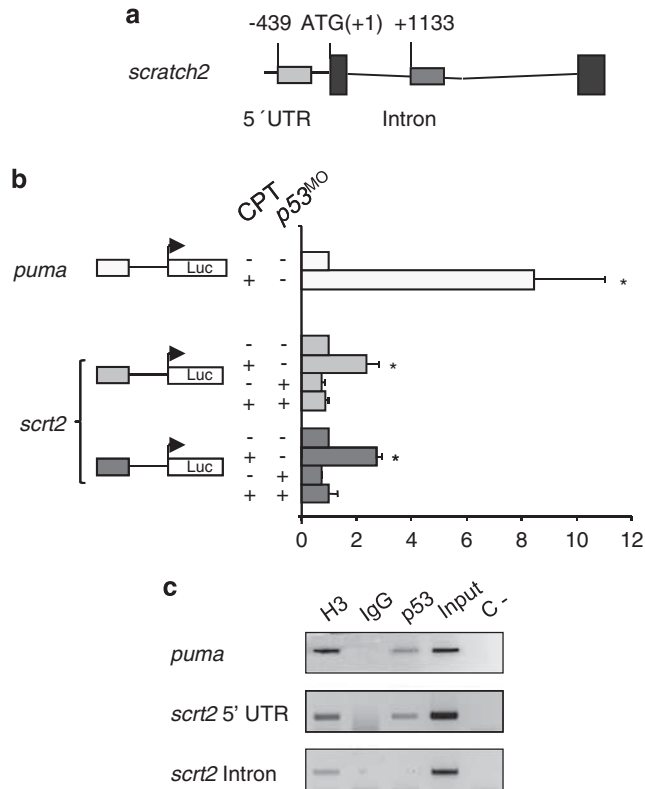 a
-439 ATG(+1) +1133
scratch2
5 ´UTR Intron
b
CPT p53MO
puma Luc - -
+ - *
scrt2
Luc - -
+ - *
- +
+ +
Luc - -
+ - *
- +
+ +
0 2 4 6 8 10 12
c
H3 IgG p53 Input C -
puma
scrt2 5' UTR
scrt2 Intron